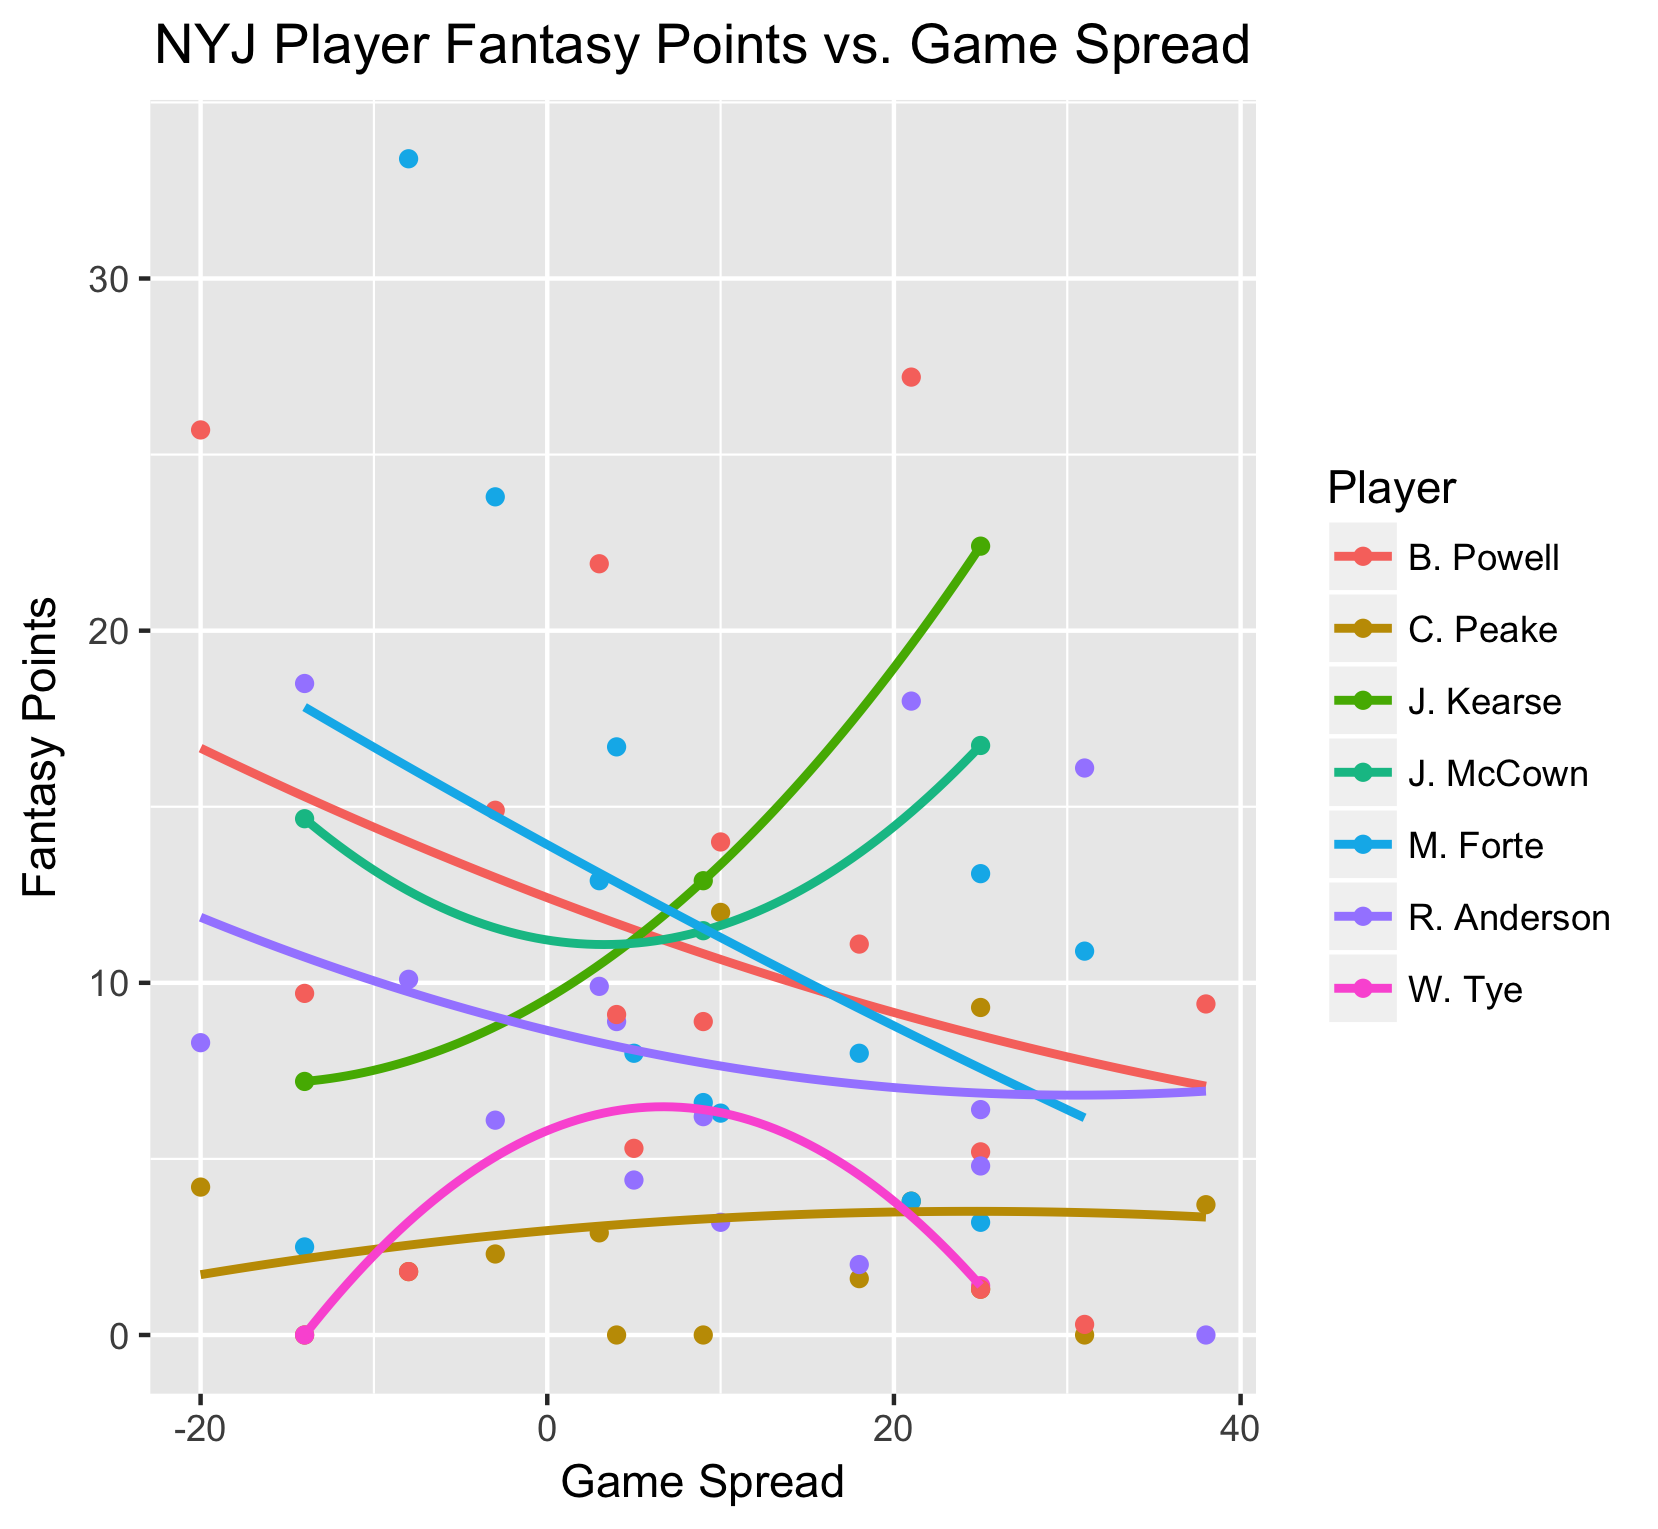 NYJ Player Fantasy Points vs. Game Spread
Fantasy Points
30
20
10
0
-20 0 20 40
Game Spread
Player
B. Powell
C. Peake
J. Kearse
J. McCown
M. Forte
R. Anderson
W. Tye